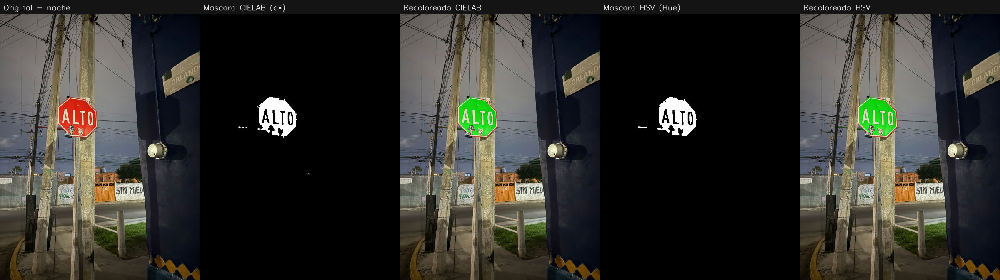 Original - noche
Mascara CIELAB (a*)
Recoloreado CIELAB
Mascara HSV (Hue)
Recoloreado HSV
ALTO
ORLAND
SIN MIED
ALTO
ALTO
ORLAND
SIN MIED
ALTO
ALTO
ORLAND
SIN MIED